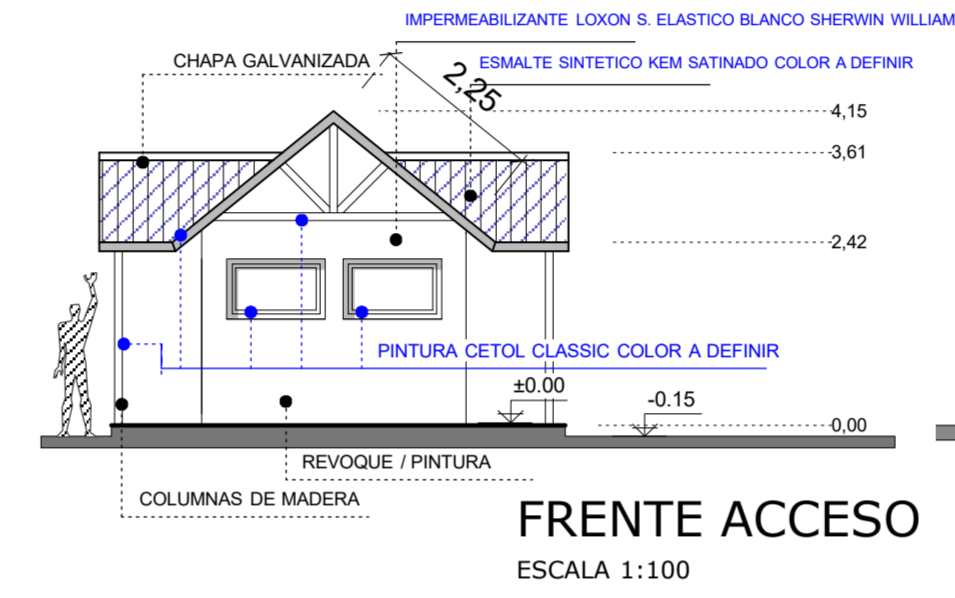 IMPERMEABILIZANTE LOXON S. ELASTICO BLANCO SHERWIN WILLIAM
CHAPA GALVANIZADA
ESMALTE SINTETICO KEM SATINADO COLOR A DEFINIR
2,25
4,15
3,61
2,42
PINTURA CETOL CLASSIC COLOR A DEFINIR
±0.00
-0.15
0,00
REVOQUE / PINTURA
COLUMNAS DE MADERA
FRENTE ACCESO
ESCALA 1:100